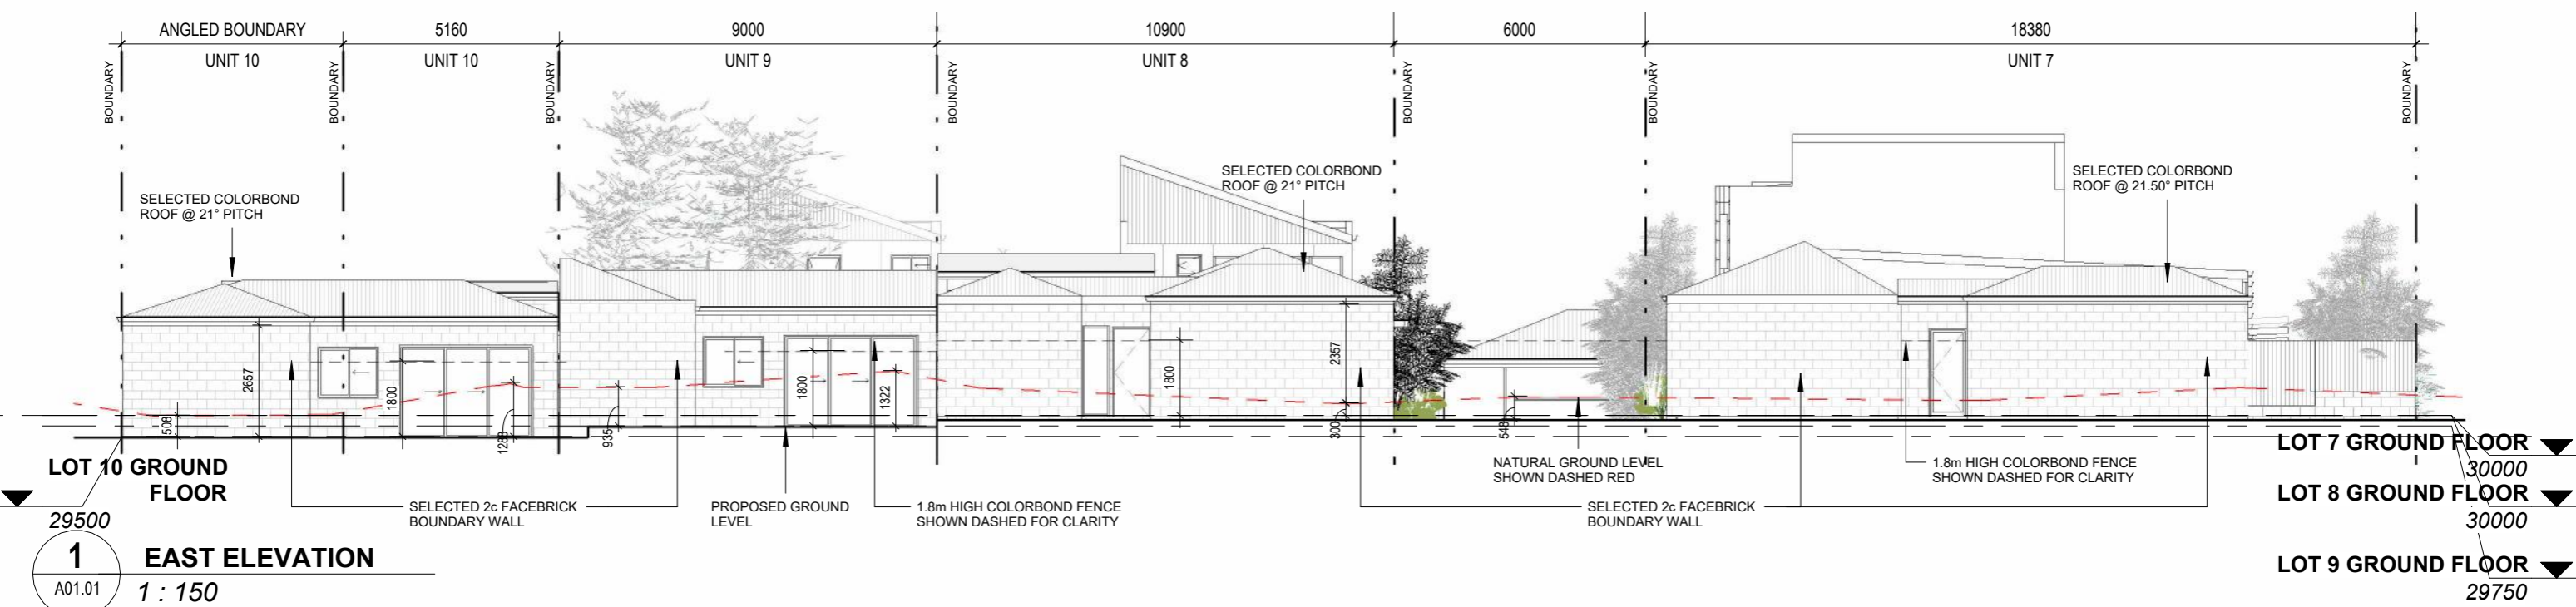 ANGLED BOUNDARY
5160
9000
10900
6000
18380
UNIT 10
UNIT 10
UNIT 9
UNIT 8
UNIT 7
BOUNDARY
BOUNDARY
BOUNDARY
BOUNDARY
BOUNDARY
BOUNDARY
BOUNDARY
SELECTED COLORBOND
ROOF @ 21° PITCH
SELECTED COLORBOND
ROOF @ 21° PITCH
SELECTED COLORBOND
ROOF @ 21.50° PITCH
508
2657
1800
1288
935
1800
1322
1800
2357
300
548
LOT 10 GROUND
FLOOR
29500
SELECTED 2c FACEBRICK
BOUNDARY WALL
PROPOSED GROUND
LEVEL
1.8m HIGH COLORBOND FENCE
SHOWN DASHED FOR CLARITY
NATURAL GROUND LEVEL
SHOWN DASHED RED
SELECTED 2c FACEBRICK
BOUNDARY WALL
1.8m HIGH COLORBOND FENCE
SHOWN DASHED FOR CLARITY
LOT 7 GROUND FLOOR
30000
LOT 8 GROUND FLOOR
30000
LOT 9 GROUND FLOOR
29750
1
A01.01
EAST ELEVATION
1 : 150